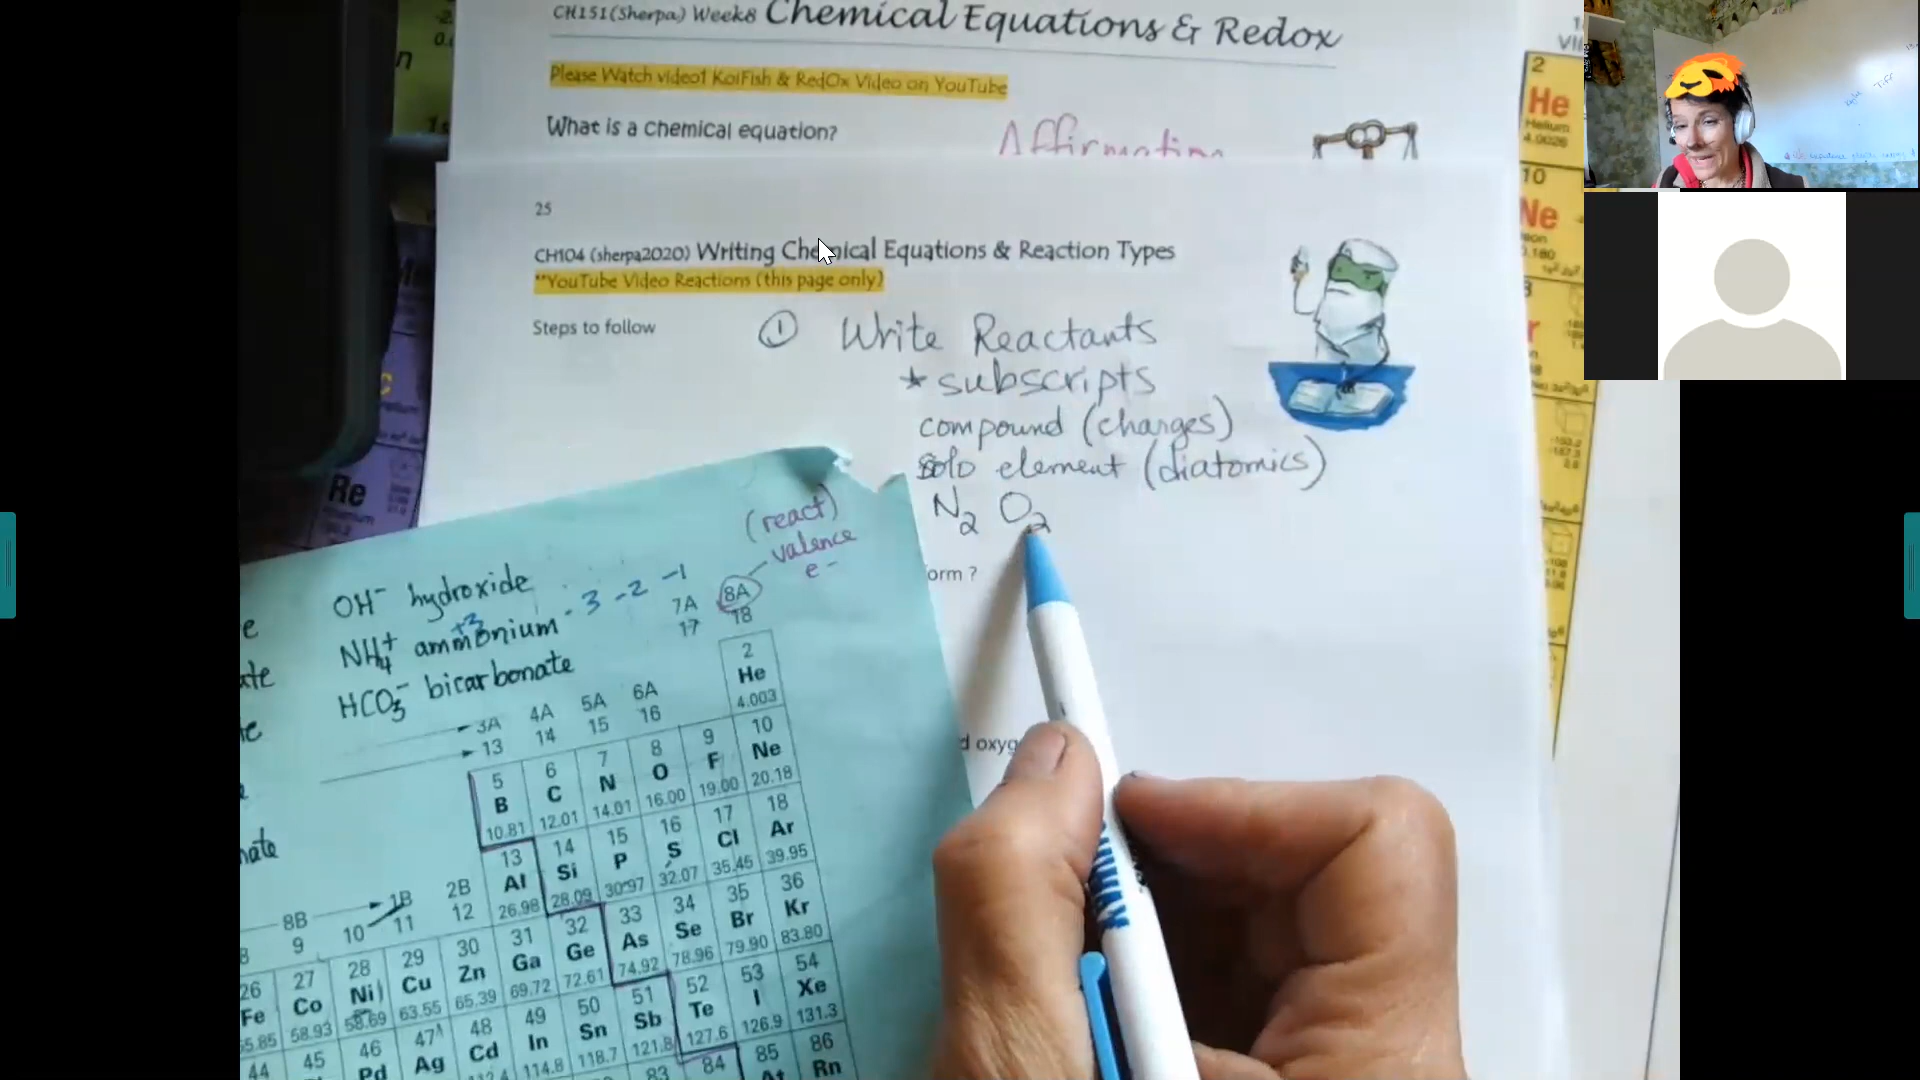 CH151(Sherpa) Week8 Chemical Equations & Redox
Please Watch video1 KoiFish & RedOx Video on YouTube
What is a chemical equation?
Affirmation
25
CH104 (sherpa2020) Writing Chemical Equations & Reaction Types
**YouTube Video Reactions (this page only)
Steps to follow
① Write Reactants
* subscripts
compound (charges)
solo element (diatomics)
N2 O2
orm ?
d oxyg
(react)
valence
e-
OH- hydroxide
NH4+ ammonium
+3 -3 -2 -1
HCO3- bicarbonate
3A 4A 5A 6A 7A 8A
13 14 15 16 17 18
2
He
4.003
5 6 7 8 9 10
B C N O F Ne
10.81 12.01 14.01 16.00 19.00 20.18
13 14 15 16 17 18
Al Si P S Cl Ar
26.98 28.09 30.97 32.07 35.45 39.95
8B 1B 2B
9 10 11 12
26 27 28 29 30 31 32 33 34 35 36
Fe Co Ni Cu Zn Ga Ge As Se Br Kr
58.93 58.69 63.55 65.39 69.72 72.61 74.92 78.96 79.90 83.80
44 45 46 47 48 49 50 51 52 53 54
Pd Ag Cd In Sn Sb Te I Xe
114.8 118.7 121.8 127.6 126.9 131.3
83 84 85 86
At Rn
Re
2
He
Helium
4.0026
10
Ne